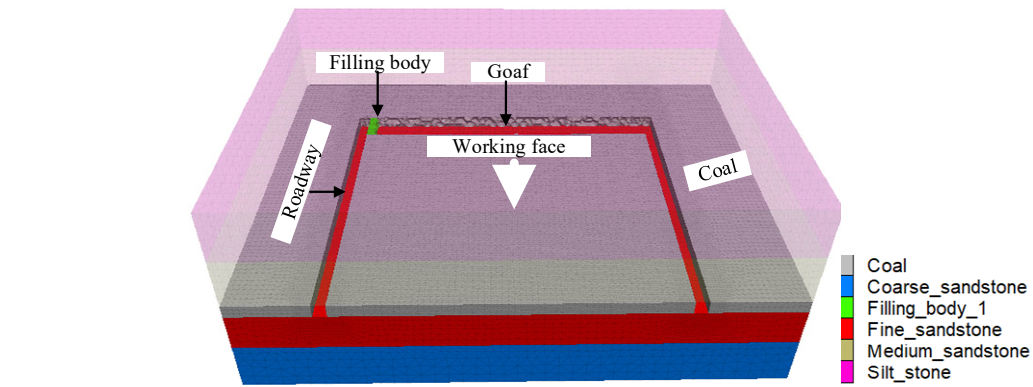 Filling body
Goaf
Working face
Roadway
Coal
Coal
Coarse_sandstone
Filling_body_1
Fine_sandstone
Medium_sandstone
Silt_stone